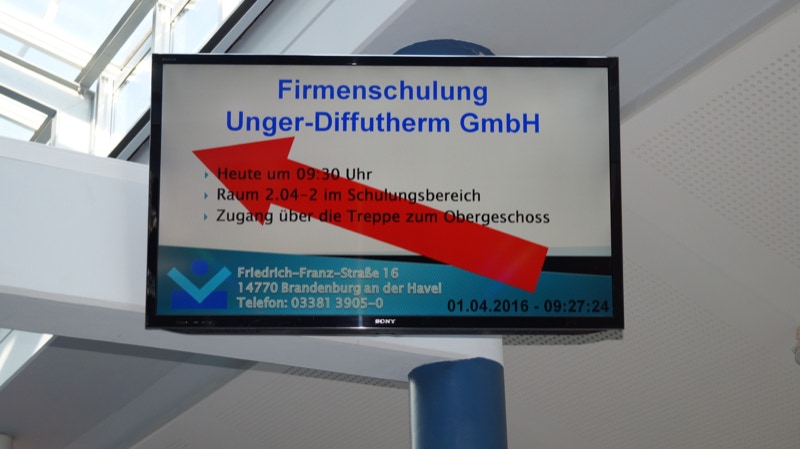 Firmenschulung
Unger-Diffutherm GmbH
Heute um 09:30 Uhr
Raum 2.04-2 im Schulungsbereich
Zugang über die Treppe zum Obergeschoss
Friedrich-Franz-Straße 16
14770 Brandenburg an der Havel
Telefon: 03381 3905-0
01.04.2016 - 09:27:24
SONY